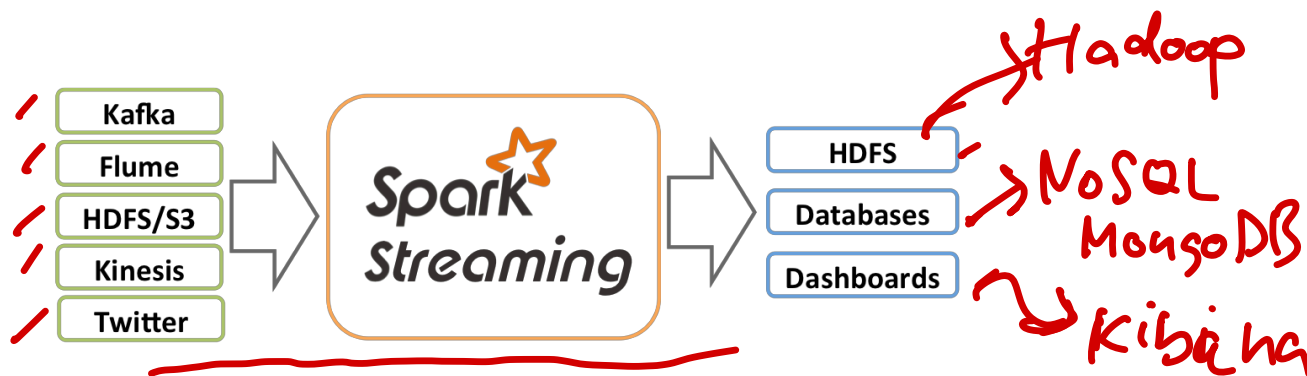 Kafka
Flume
HDFS/S3
Kinesis
Twitter
Spark
Streaming
HDFS
Databases
Dashboards
Hadoop
NoSQL
MongoDB
Kibana